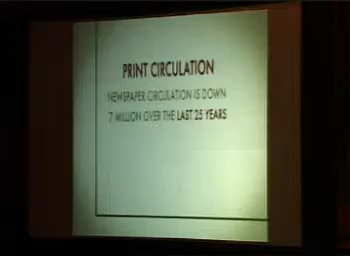 PRINT CIRCULATION
NEWSPAPER CIRCULATION IS DOWN
7 MILLION OVER THE LAST 25 YEARS